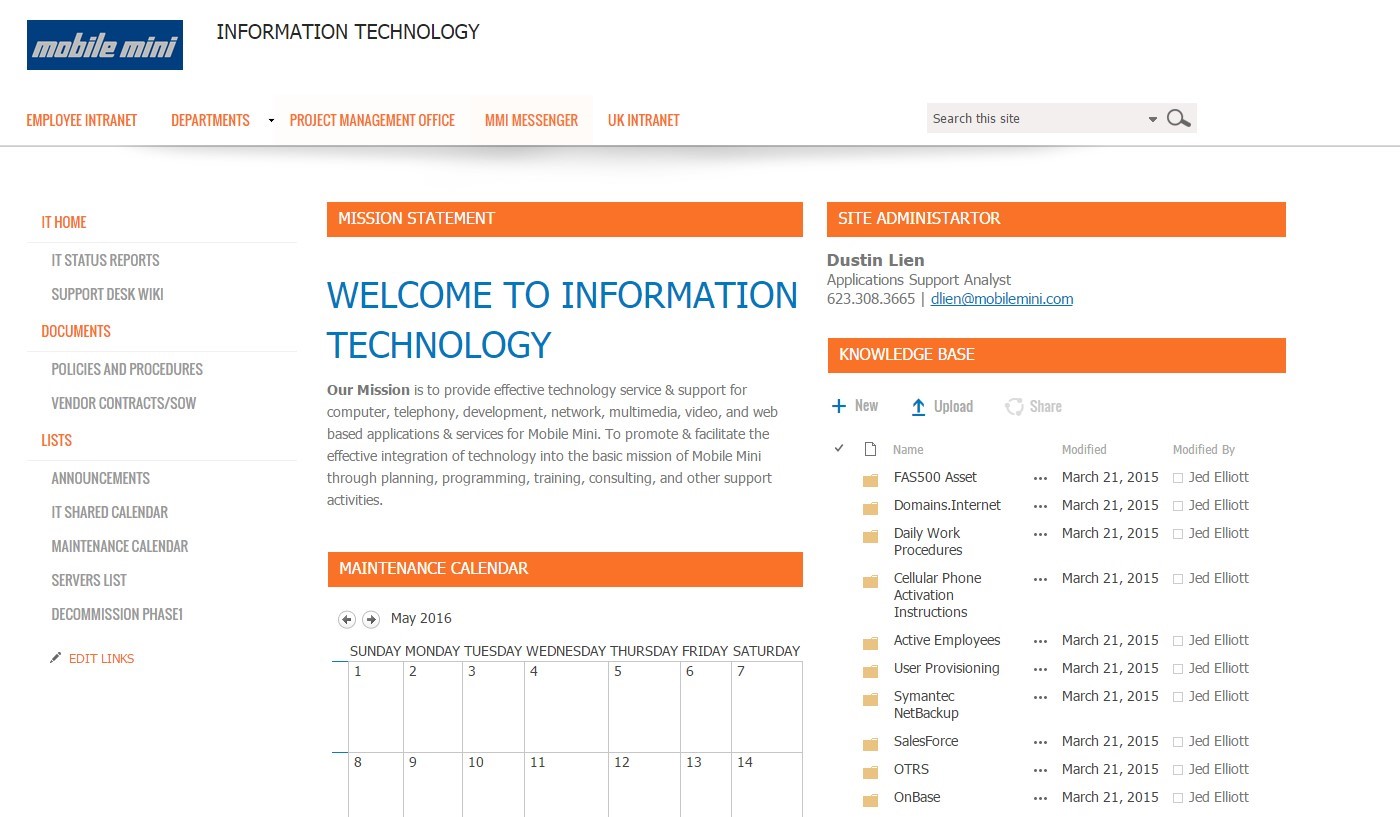 mobile mini
INFORMATION TECHNOLOGY
EMPLOYEE INTRANET
DEPARTMENTS
PROJECT MANAGEMENT OFFICE
MMI MESSENGER
UK INTRANET
Search this site
IT HOME
IT STATUS REPORTS
SUPPORT DESK WIKI
DOCUMENTS
POLICIES AND PROCEDURES
VENDOR CONTRACTS/SOW
LISTS
ANNOUNCEMENTS
IT SHARED CALENDAR
MAINTENANCE CALENDAR
SERVERS LIST
DECOMMISSION PHASE1
EDIT LINKS
MISSION STATEMENT
WELCOME TO INFORMATION
TECHNOLOGY
Our Mission is to provide effective technology service & support for
computer, telephony, development, network, multimedia, video, and web
based applications & services for Mobile Mini. To promote & facilitate the
effective integration of technology into the basic mission of Mobile Mini
through planning, programming, training, consulting, and other support
activities.
MAINTENANCE CALENDAR
May 2016
SUNDAY MONDAY TUESDAY WEDNESDAY THURSDAY FRIDAY SATURDAY
1 2 3 4 5 6 7
8 9 10 11 12 13 14
SITE ADMINISTARTOR
Dustin Lien
Applications Support Analyst
623.308.3665 | dlien@mobilemini.com
KNOWLEDGE BASE
New Upload Share
Name Modified Modified By
FAS500 Asset ... March 21, 2015 Jed Elliott
Domains.Internet ... March 21, 2015 Jed Elliott
Daily Work ... March 21, 2015 Jed Elliott
Procedures
Cellular Phone ... March 21, 2015 Jed Elliott
Activation
Instructions
Active Employees ... March 21, 2015 Jed Elliott
User Provisioning ... March 21, 2015 Jed Elliott
Symantec ... March 21, 2015 Jed Elliott
NetBackup
SalesForce ... March 21, 2015 Jed Elliott
OTRS ... March 21, 2015 Jed Elliott
OnBase ... March 21, 2015 Jed Elliott